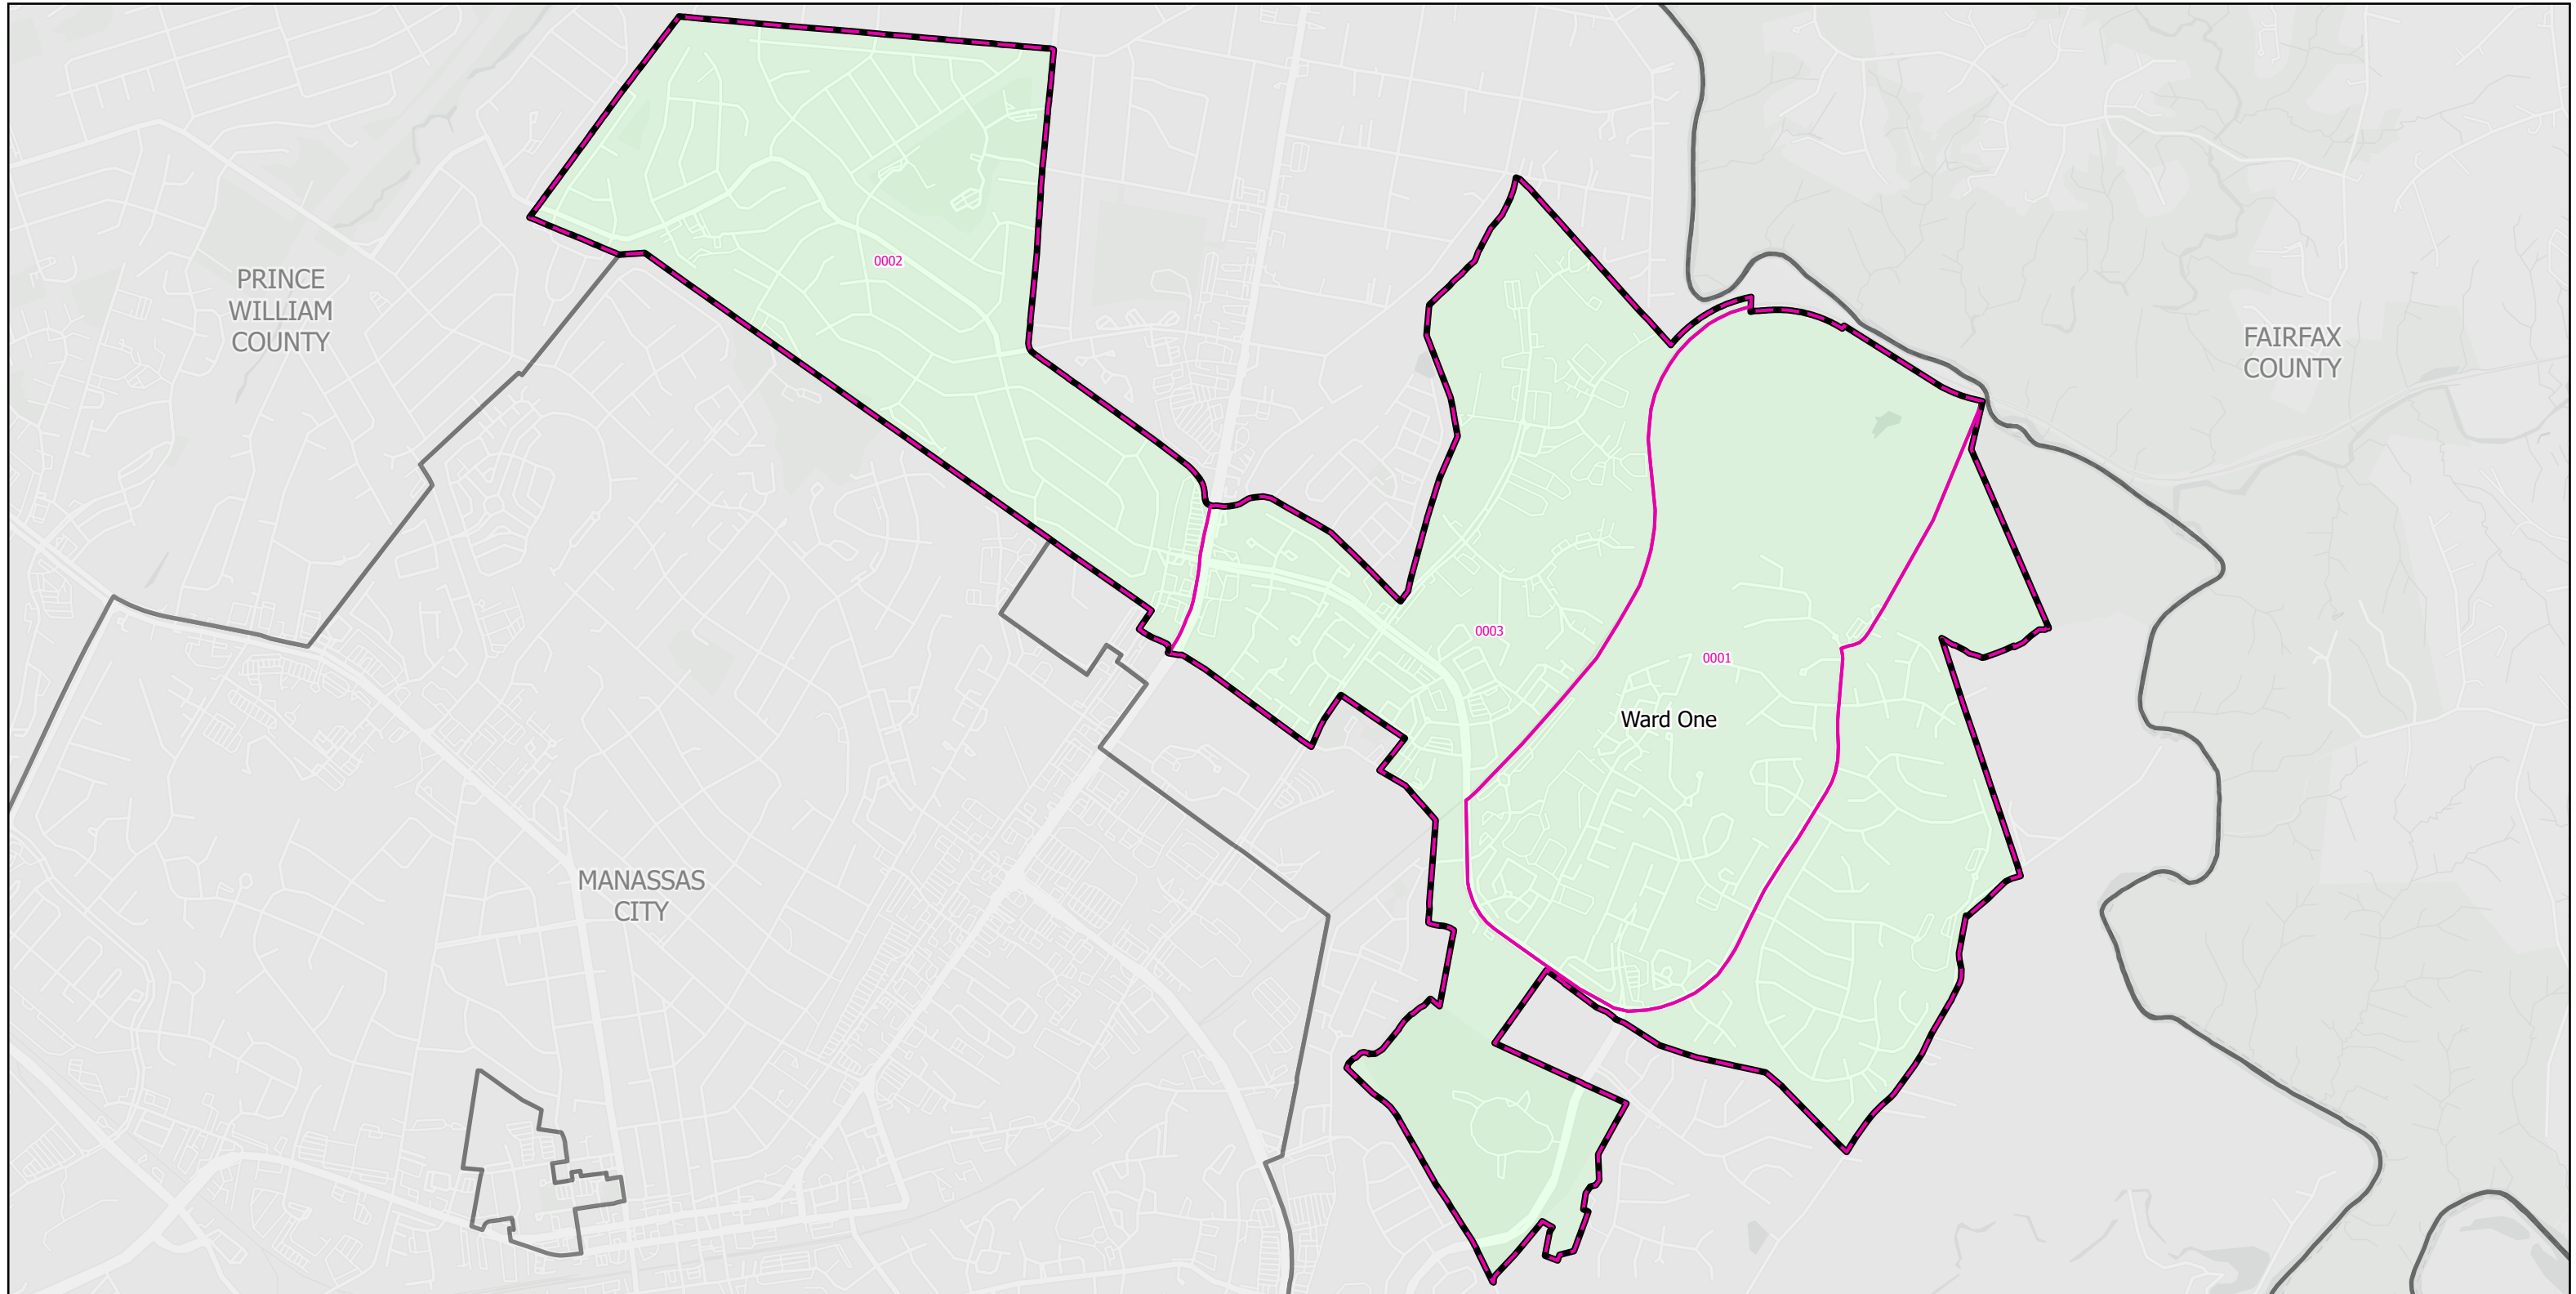 0002
PRINCE
WILLIAM
COUNTY
FAIRFAX
COUNTY
0003
0001
Ward One
MANASSAS
CITY